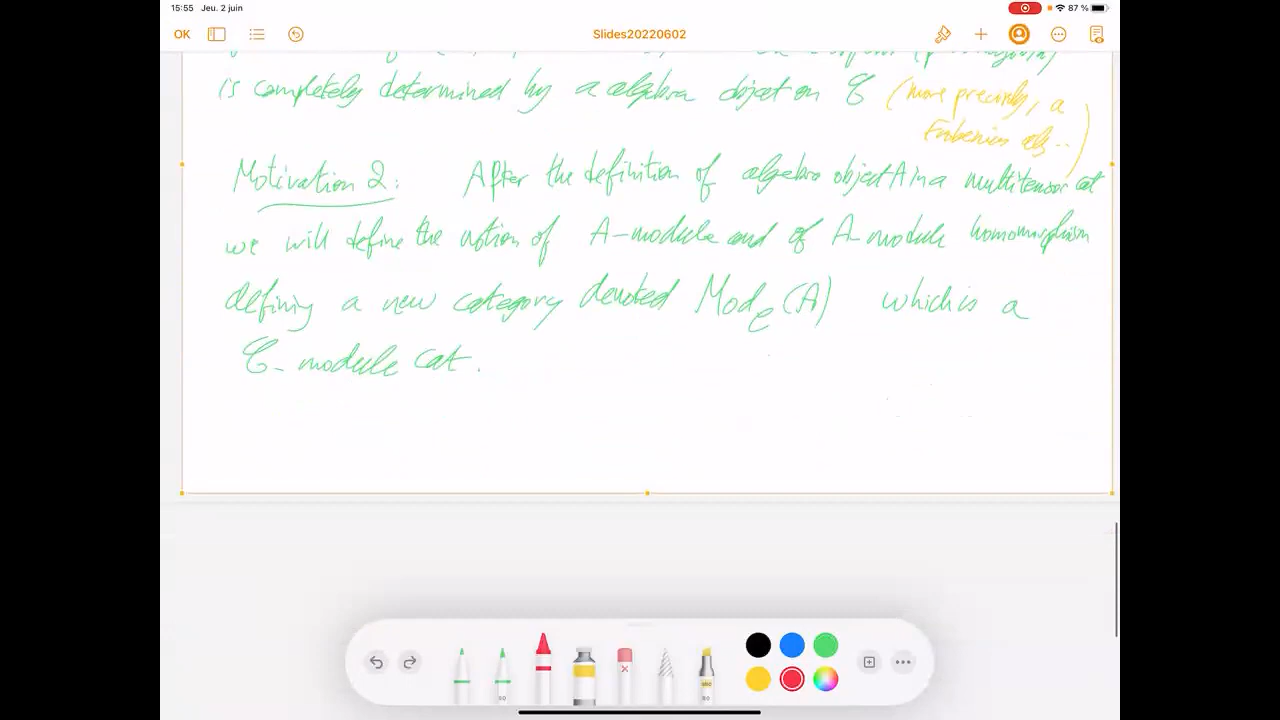 15:55 Jeu. 2 juin
87 %
OK
Slides20220602
is completely determined by a algebra object on C (more precisely, a
Frobenius alg...)
Motivation 2: After the definition of algebra object A in a multitensor cat
we will define the notion of A-module and of A-module homomorphism
defining a new category denoted Mod_C(A) which is a
C-module cat.